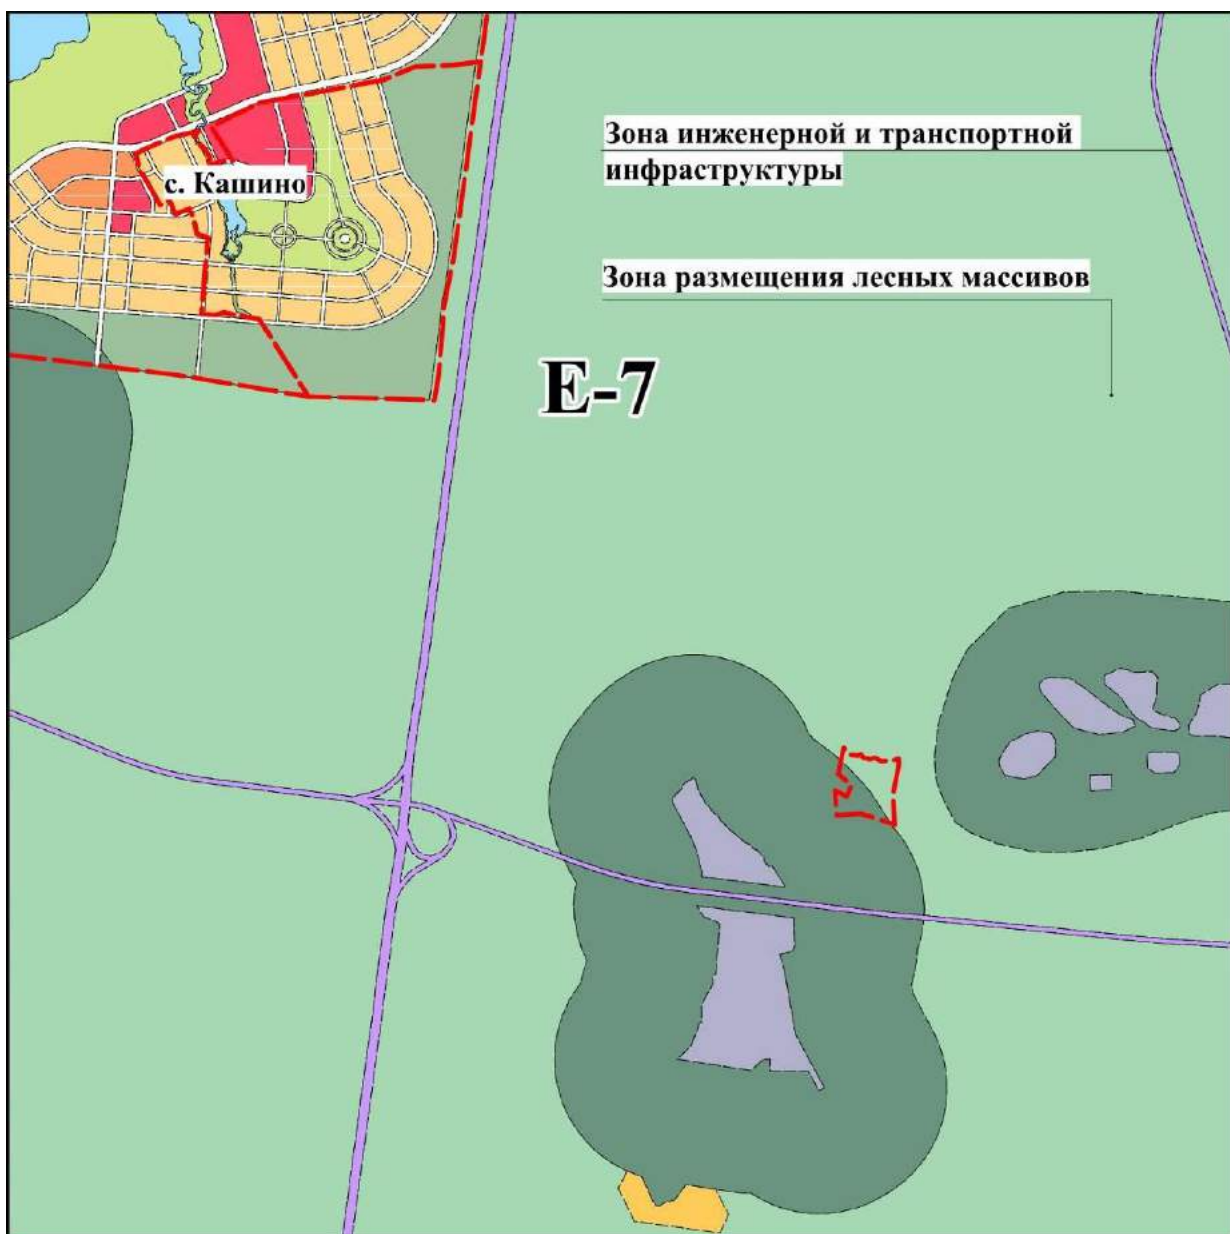 Зона инженерной и транспортной
инфраструктуры
с. Кашино
Зона размещения лесных массивов
Е-7